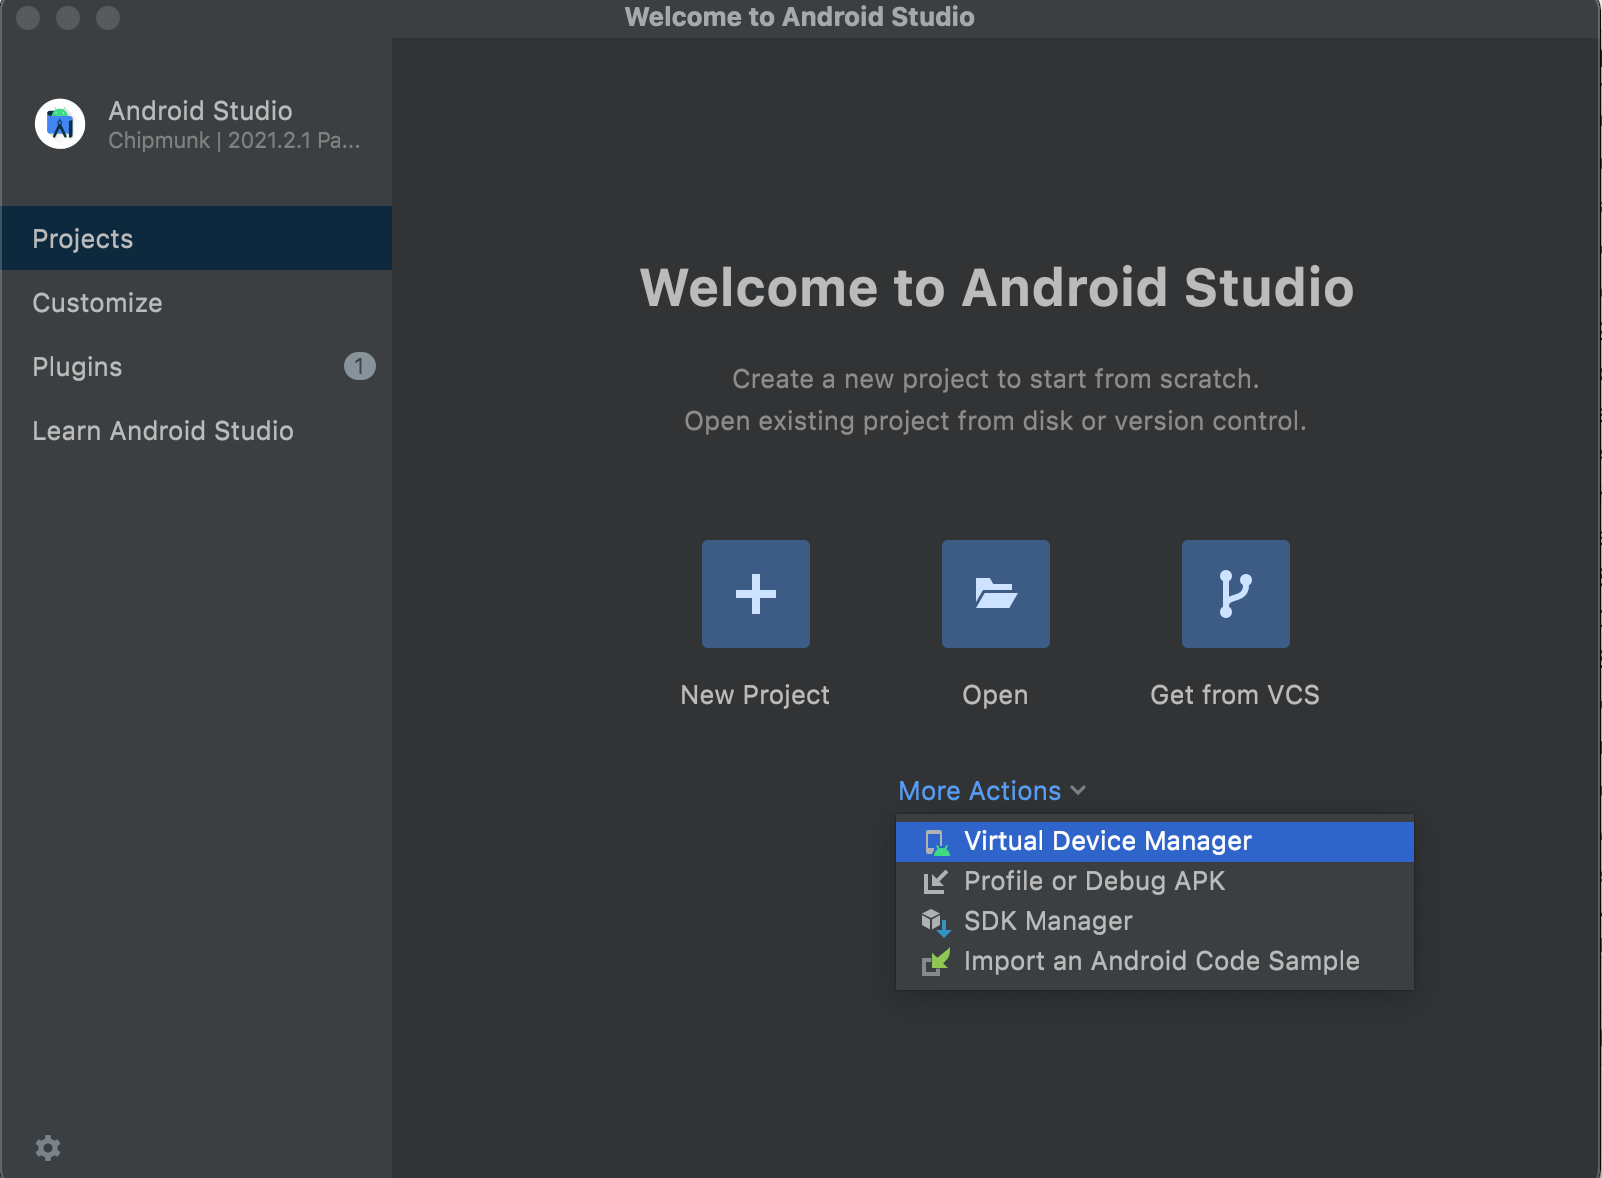 Welcome to Android Studio
Android Studio
Chipmunk | 2021.2.1 Pa...
Projects
Customize
Plugins
1
Learn Android Studio
Welcome to Android Studio
Create a new project to start from scratch.
Open existing project from disk or version control.
New Project
Open
Get from VCS
More Actions
Virtual Device Manager
Profile or Debug APK
SDK Manager
Import an Android Code Sample